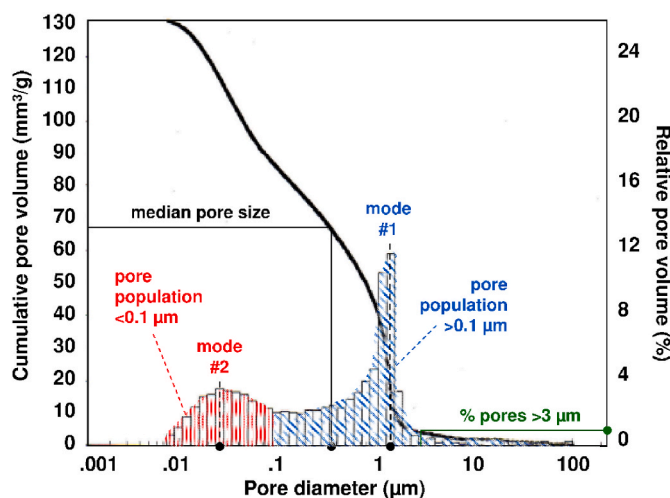 Cumulative pore volume (mm³/g)
130
120
110
100
90
80
70
60
50
40
30
20
10
0
24
20
16
12
8
4
0
Relative pore volume (%)
median pore size
mode
#1
pore
population
<0.1 µm
pore
population
>0.1 µm
mode
#2
% pores >3 µm
.001
.01
.1
1
10
100
Pore diameter (µm)